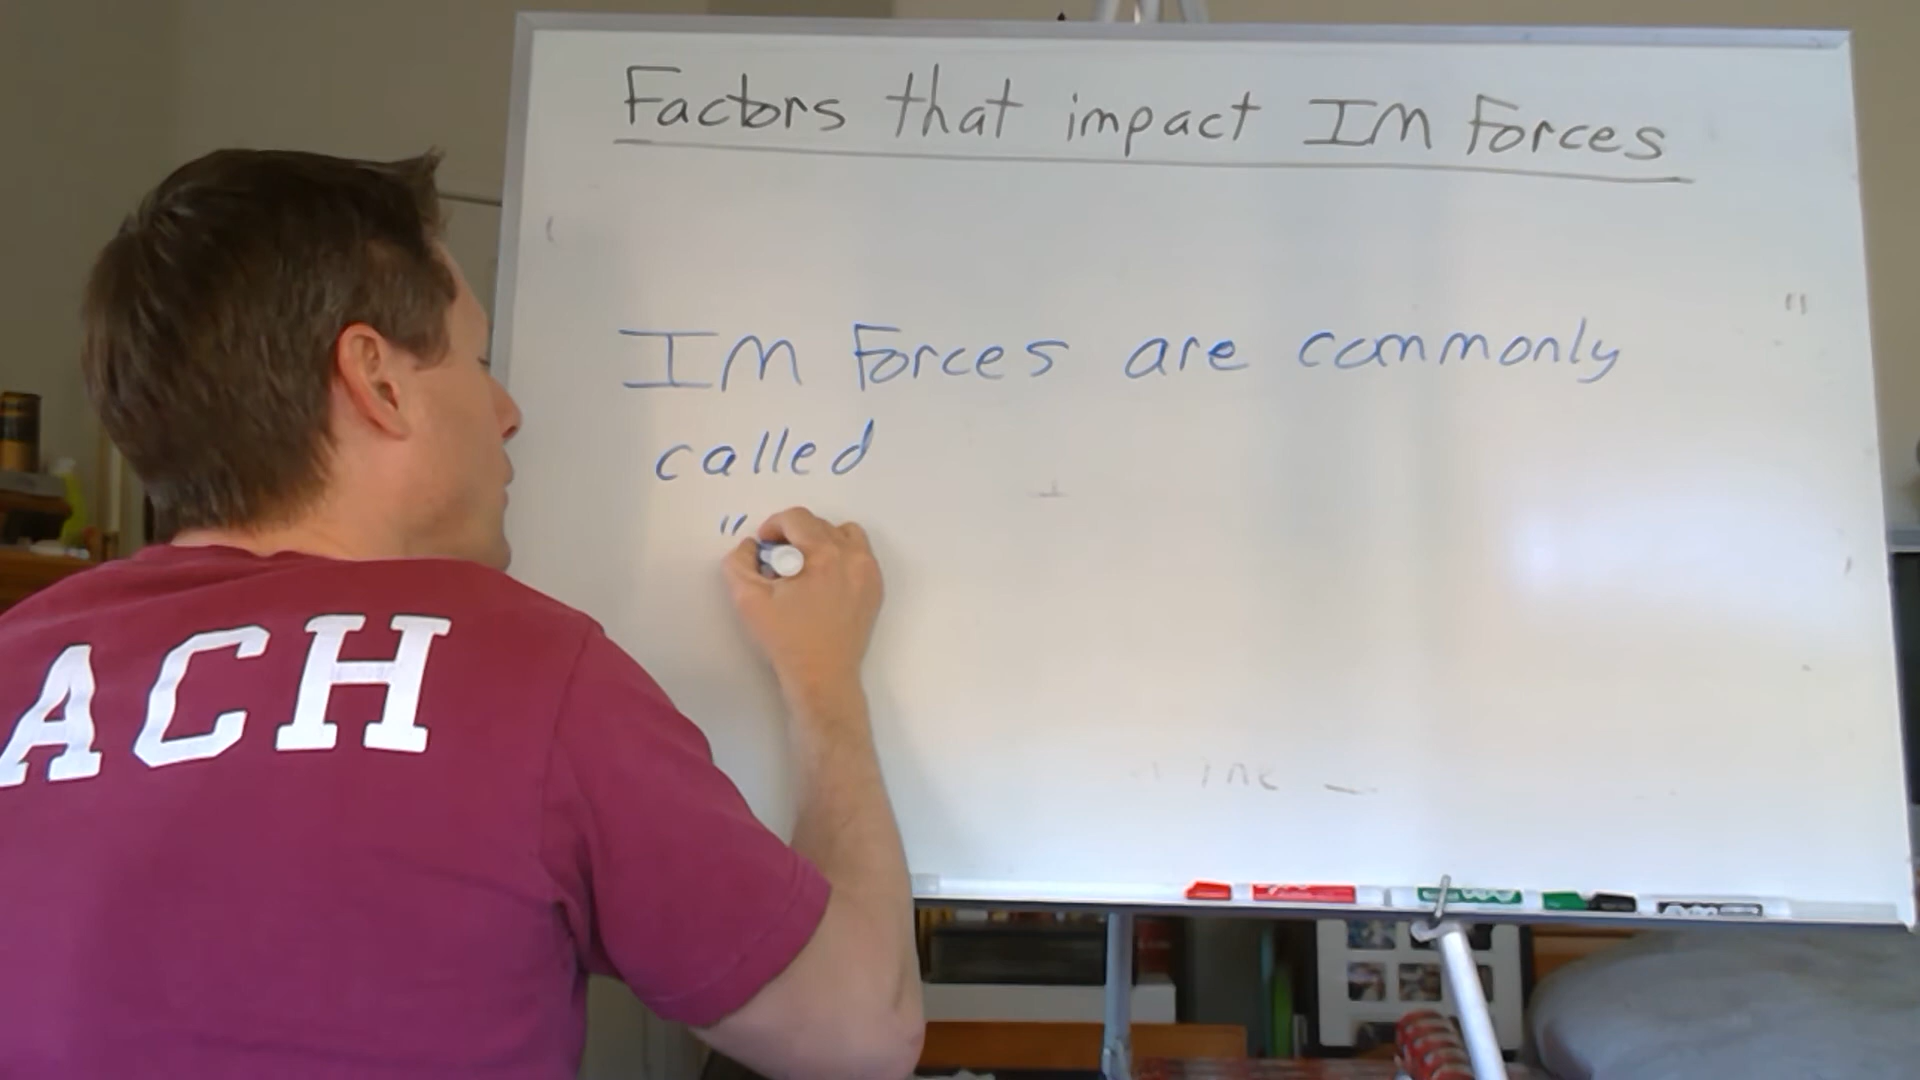 Factors that impact IM Forces
IM Forces are commonly
called
"
ACH